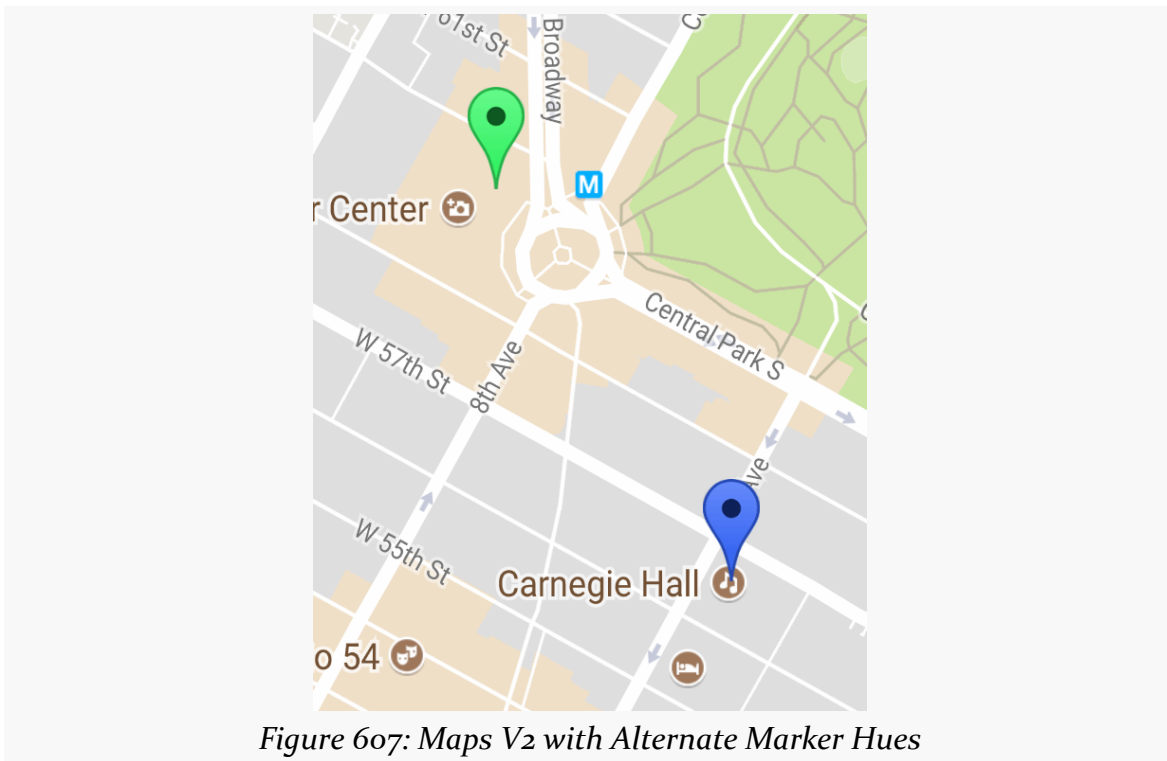 61st St
Broadway
M
r Center
Central Park S
W 57th St
8th Ave
Ave
W 55th St
Carnegie Hall
o 54
Figure 607: Maps V2 with Alternate Marker Hues